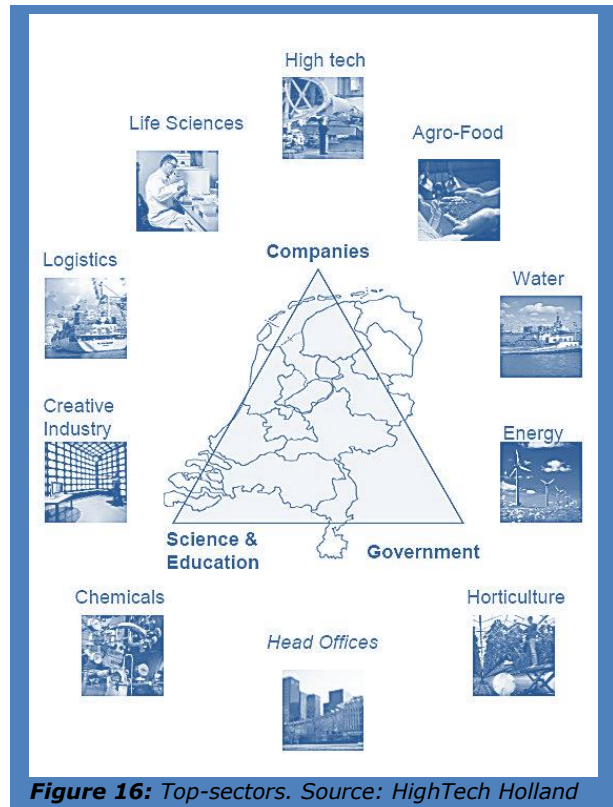 High tech
Life Sciences
Agro-Food
Companies
Logistics
Water
Creative
Industry
Energy
Science &
Education
Government
Chemicals
Horticulture
Head Offices
Figure 16: Top-sectors. Source: HighTech Holland